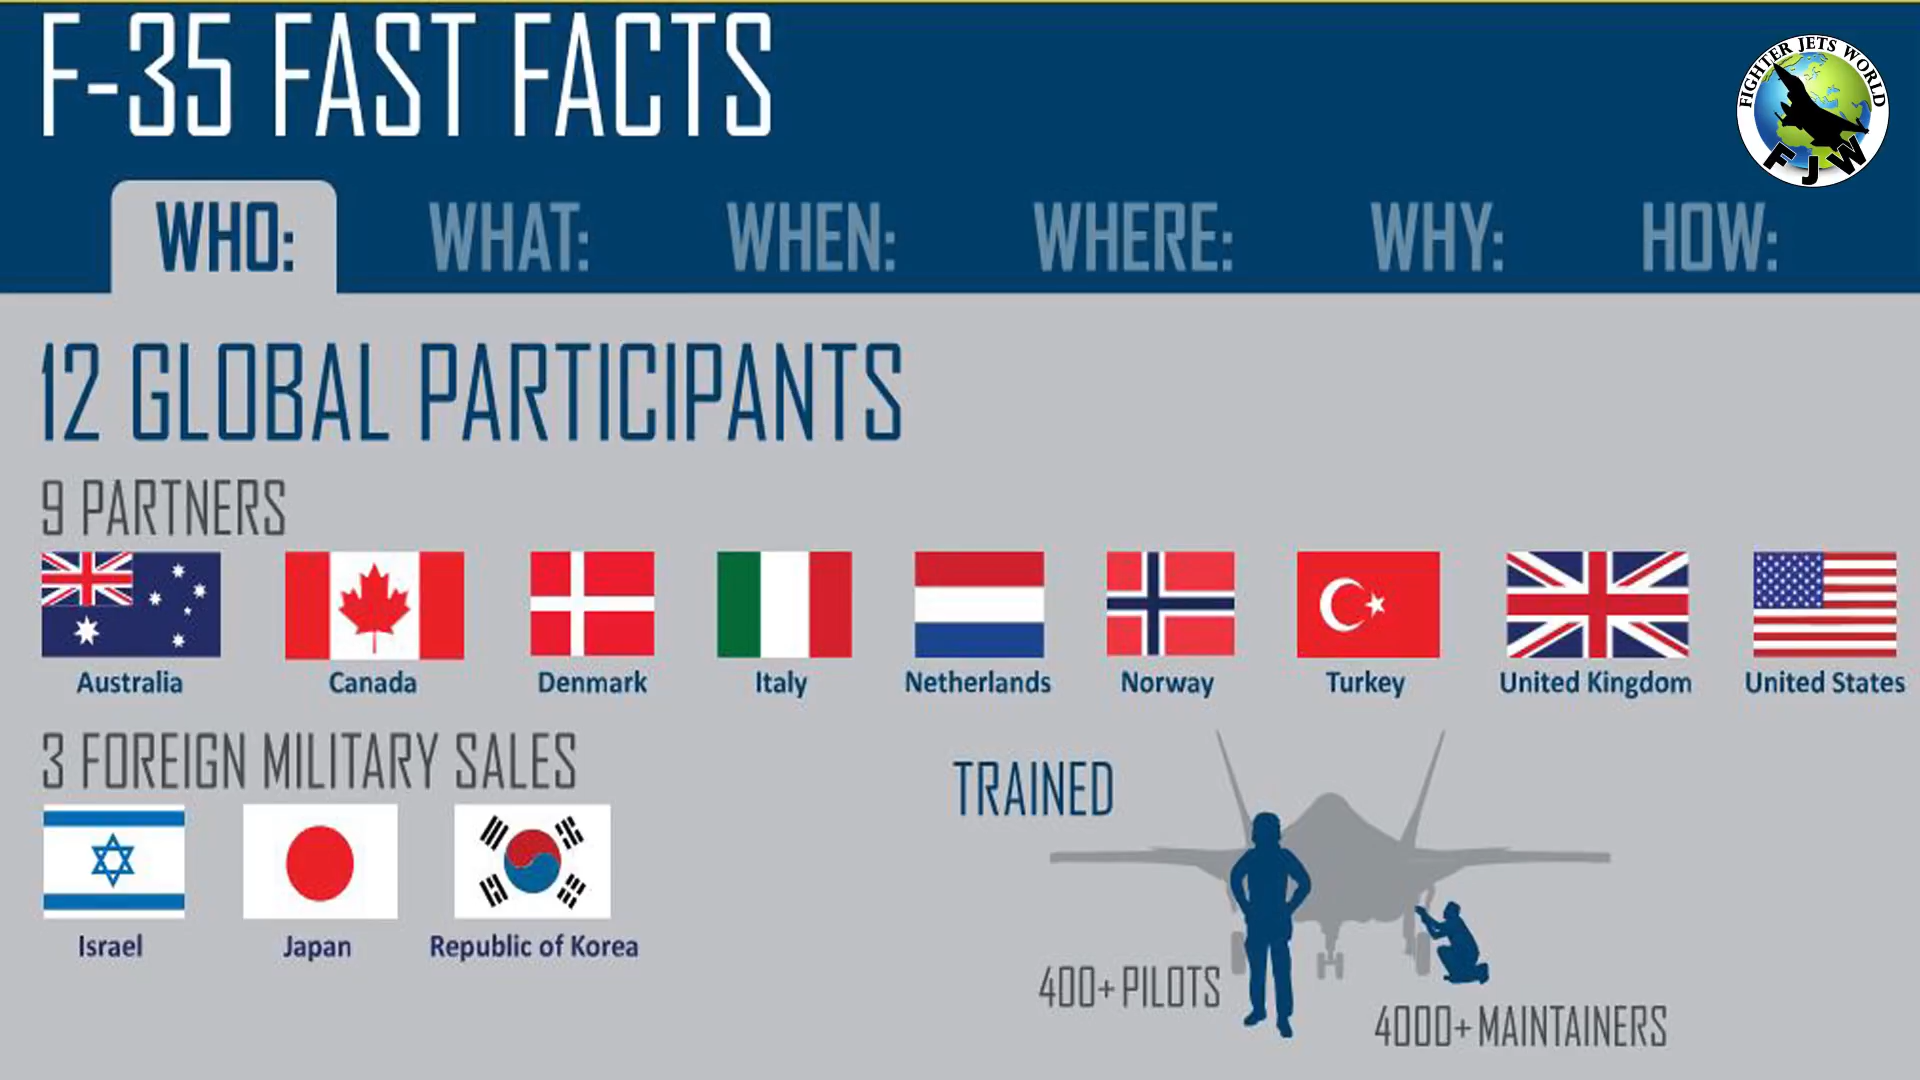 F-35 FAST FACTS
FIGHTER JETS WORLD
FJW
WHO: WHAT: WHEN: WHERE: WHY: HOW:
12 GLOBAL PARTICIPANTS
9 PARTNERS
Australia Canada Denmark Italy Netherlands Norway Turkey United Kingdom United States
3 FOREIGN MILITARY SALES
Israel Japan Republic of Korea
TRAINED
400+ PILOTS
4000+ MAINTAINERS